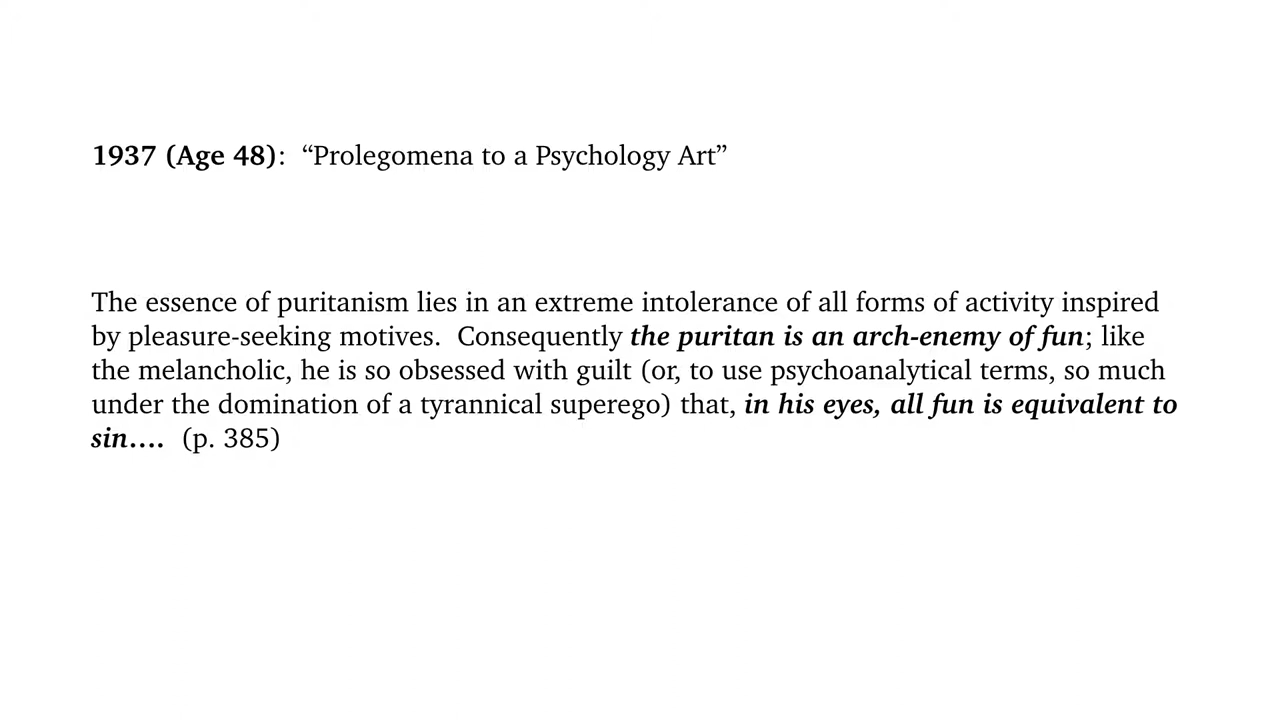 1937 (Age 48):  “Prolegomena to a Psychology Art”
The essence of puritanism lies in an extreme intolerance of all forms of activity inspired
by pleasure-seeking motives.  Consequently the puritan is an arch-enemy of fun; like
the melancholic, he is so obsessed with guilt (or, to use psychoanalytical terms, so much
under the domination of a tyrannical superego) that, in his eyes, all fun is equivalent to
sin….  (p. 385)